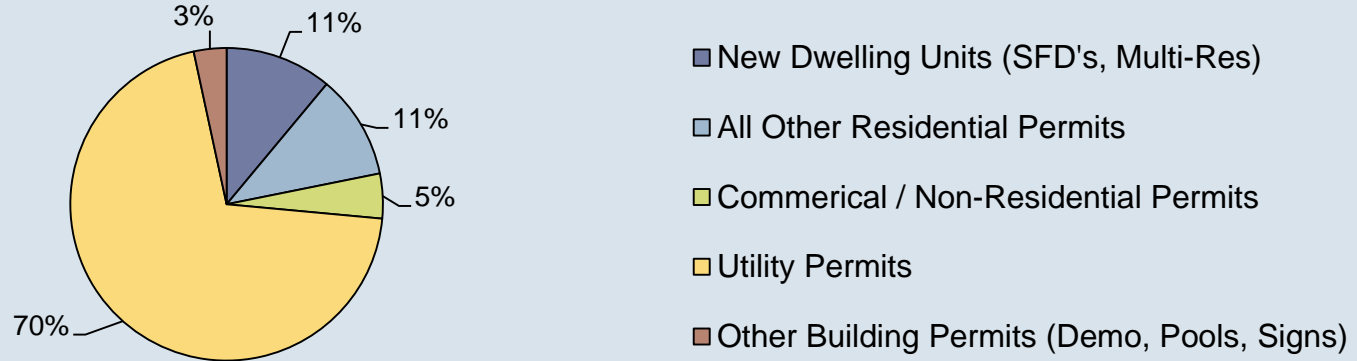 3%
11%
11%
5%
70%
New Dwelling Units (SFD's, Multi-Res)
All Other Residential Permits
Commerical / Non-Residential Permits
Utility Permits
Other Building Permits (Demo, Pools, Signs)